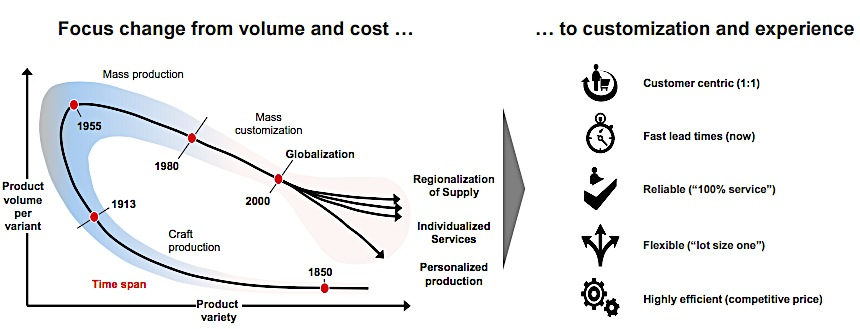 Focus change from volume and cost …
… to customization and experience
Mass production
1955
Mass
customization
1980
Globalization
2000
Product
volume per
variant
1913
Craft
production
1850
Time span
Product
variety
Regionalization
of Supply
Individualized
Services
Personalized
production
Customer centric (1:1)
Fast lead times (now)
Reliable (“100% service”)
Flexible (“lot size one”)
Highly efficient (competitive price)